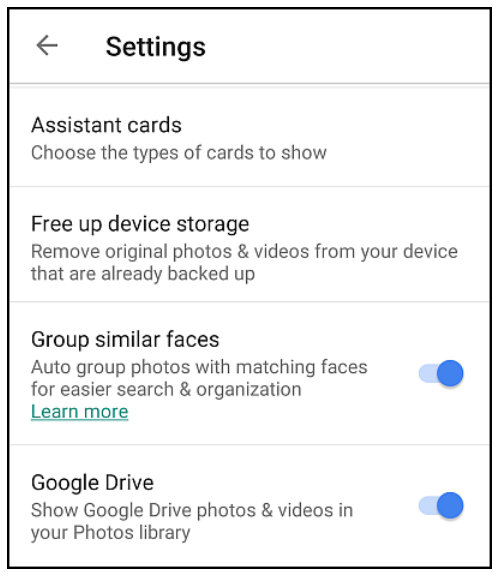 Settings
Assistant cards
Choose the types of cards to show
Free up device storage
Remove original photos & videos from your device
that are already backed up
Group similar faces
Auto group photos with matching faces
for easier search & organization
Learn more
Google Drive
Show Google Drive photos & videos in
your Photos library